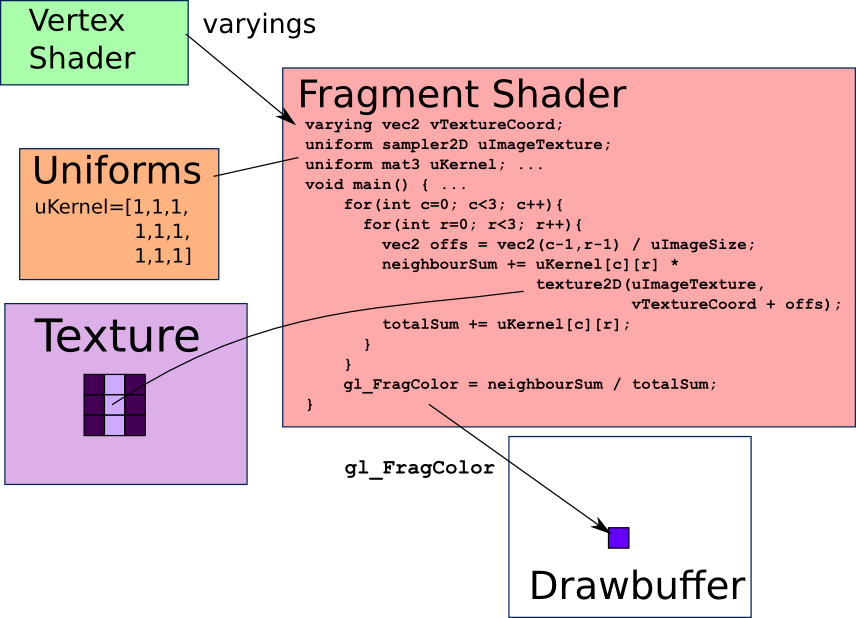 Vertex
Shader
varyings
Fragment Shader
varying vec2 vTextureCoord;
uniform sampler2D uImageTexture;
uniform mat3 uKernel; ...
void main() { ...
for(int c=0; c<3; c++){
for(int r=0; r<3; r++){
vec2 offs = vec2(c-1,r-1) / uImageSize;
neighbourSum += uKernel[c][r] *
texture2D(uImageTexture,
vTextureCoord + offs);
totalSum += uKernel[c][r];
}
}
gl_FragColor = neighbourSum / totalSum;
}
Uniforms
uKernel=[1,1,1,
1,1,1,
1,1,1]
Texture
gl_FragColor
Drawbuffer